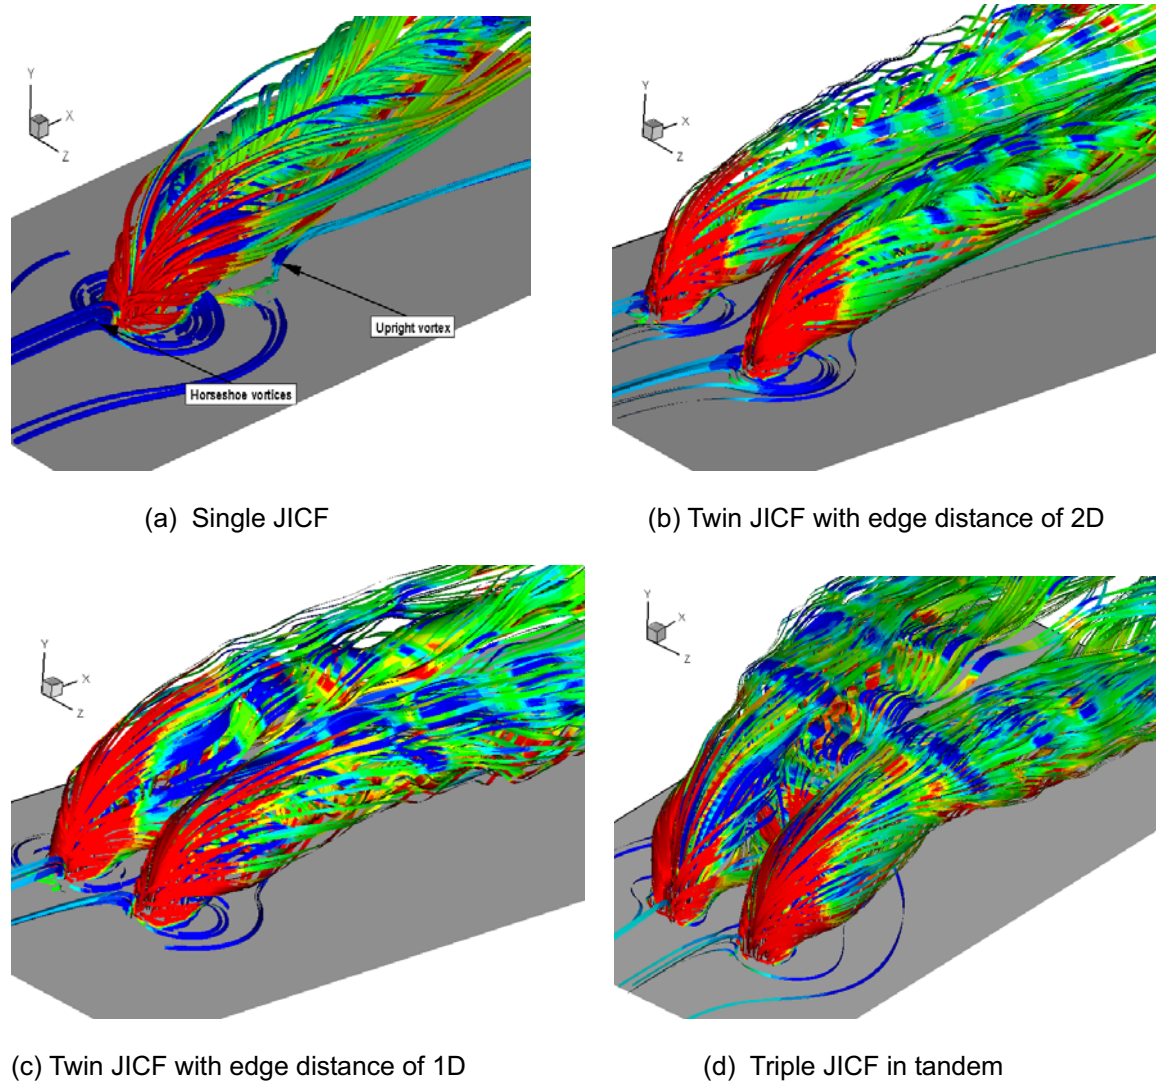 Y
X
Z
Upright vortex
Horseshoe vortices
(a) Single JICF
Y
X
Z
(b) Twin JICF with edge distance of 2D
Y
X
Z
(c) Twin JICF with edge distance of 1D
Y
X
Z
(d) Triple JICF in tandem